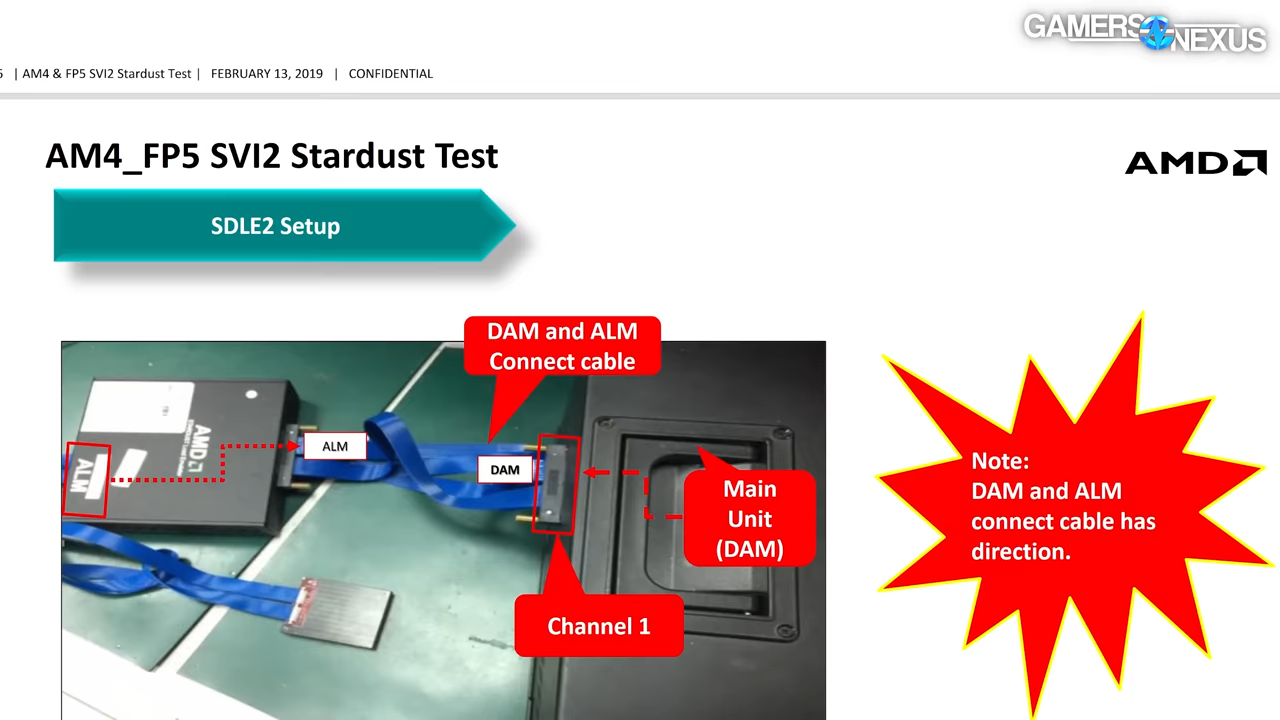 GAMERS NEXUS
| AM4 & FP5 SVI2 Stardust Test | FEBRUARY 13, 2019 | CONFIDENTIAL
AM4_FP5 SVI2 Stardust Test
AMD
SDLE2 Setup
DAM and ALM
Connect cable
AMD
ALM
ALM
DAM
Main
Unit
(DAM)
Channel 1
Note:
DAM and ALM
connect cable has
direction.